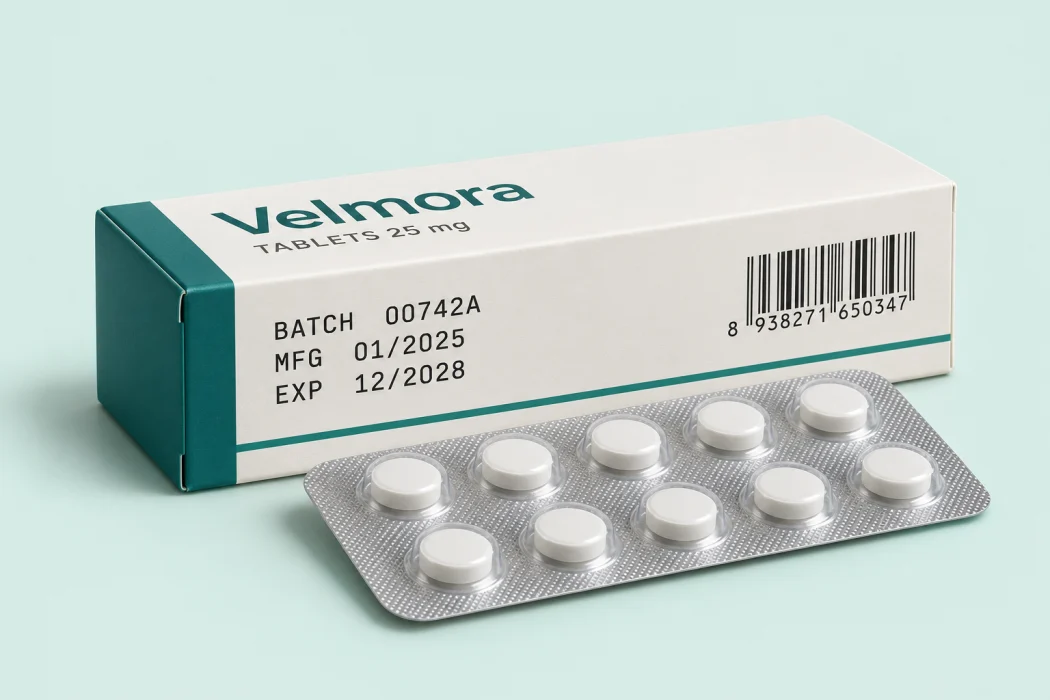 Velmora
TABLETS 25 mg
BATCH 00742A
MFG 01/2025
EXP 12/2028
8 938271 650347